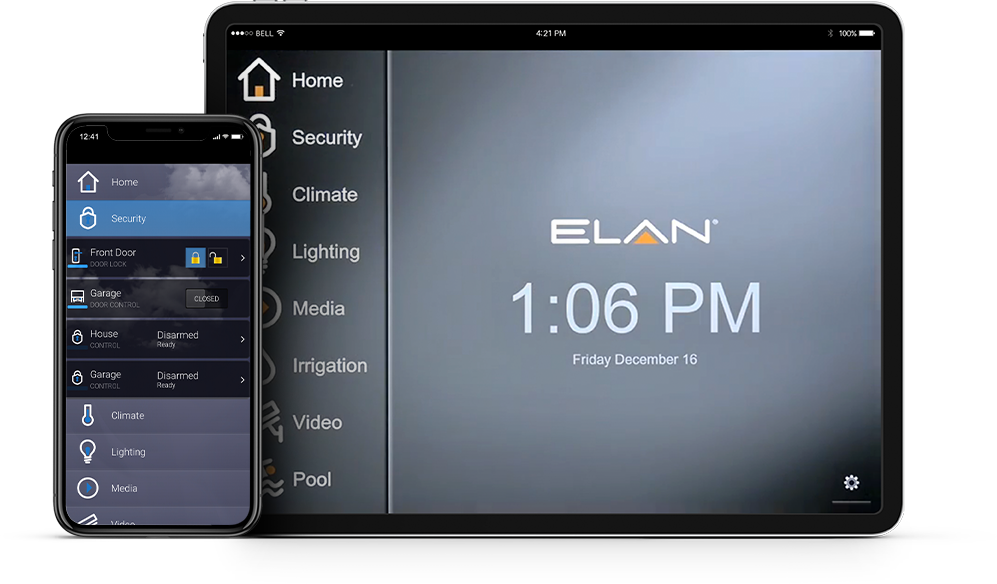 12:41
Home
Security
Front Door
DOOR LOCK
Garage
DOOR CONTROL
CLOSED
House
CONTROL
Disarmed
Ready
Garage
CONTROL
Disarmed
Ready
Climate
Lighting
Media
Video
BELL
4:21 PM
100%
Home
Security
Climate
Lighting
Media
Irrigation
Video
Pool
ELAN®
1:06 PM
Friday December 16